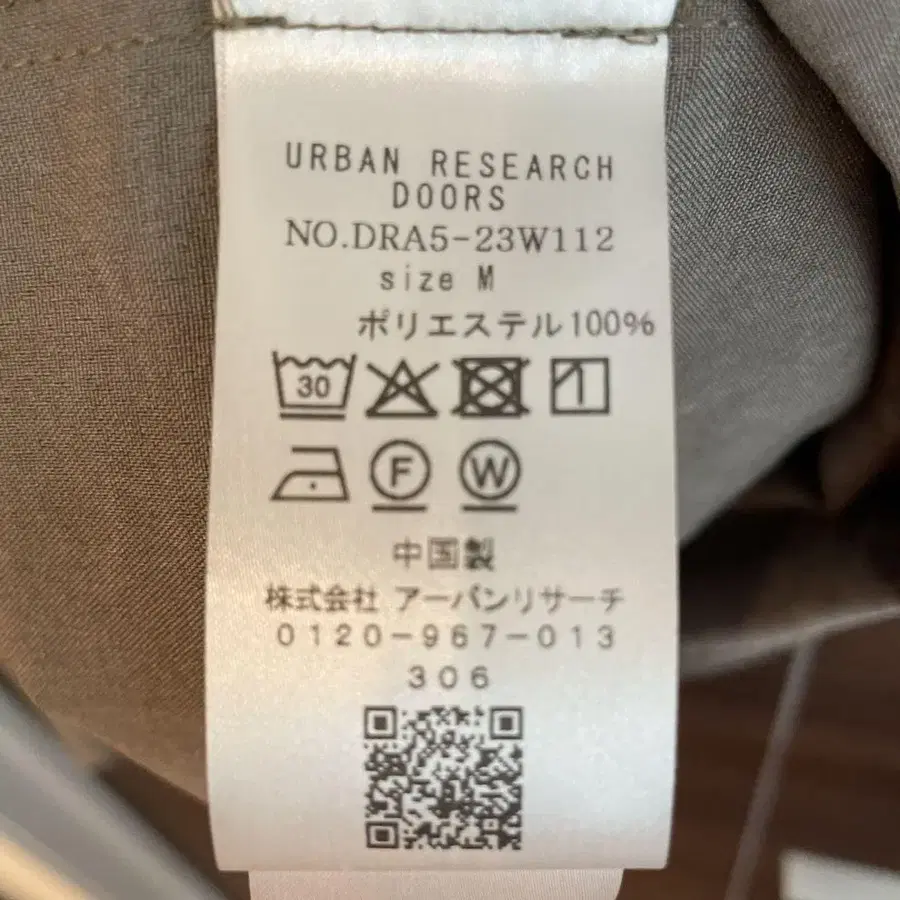 URBAN RESEARCH
DOORS
NO.DRA5-23W112
size M
ポリエステル100%
30
F W
中国製
株式会社 アーバンリサーチ
0120-967-013
306